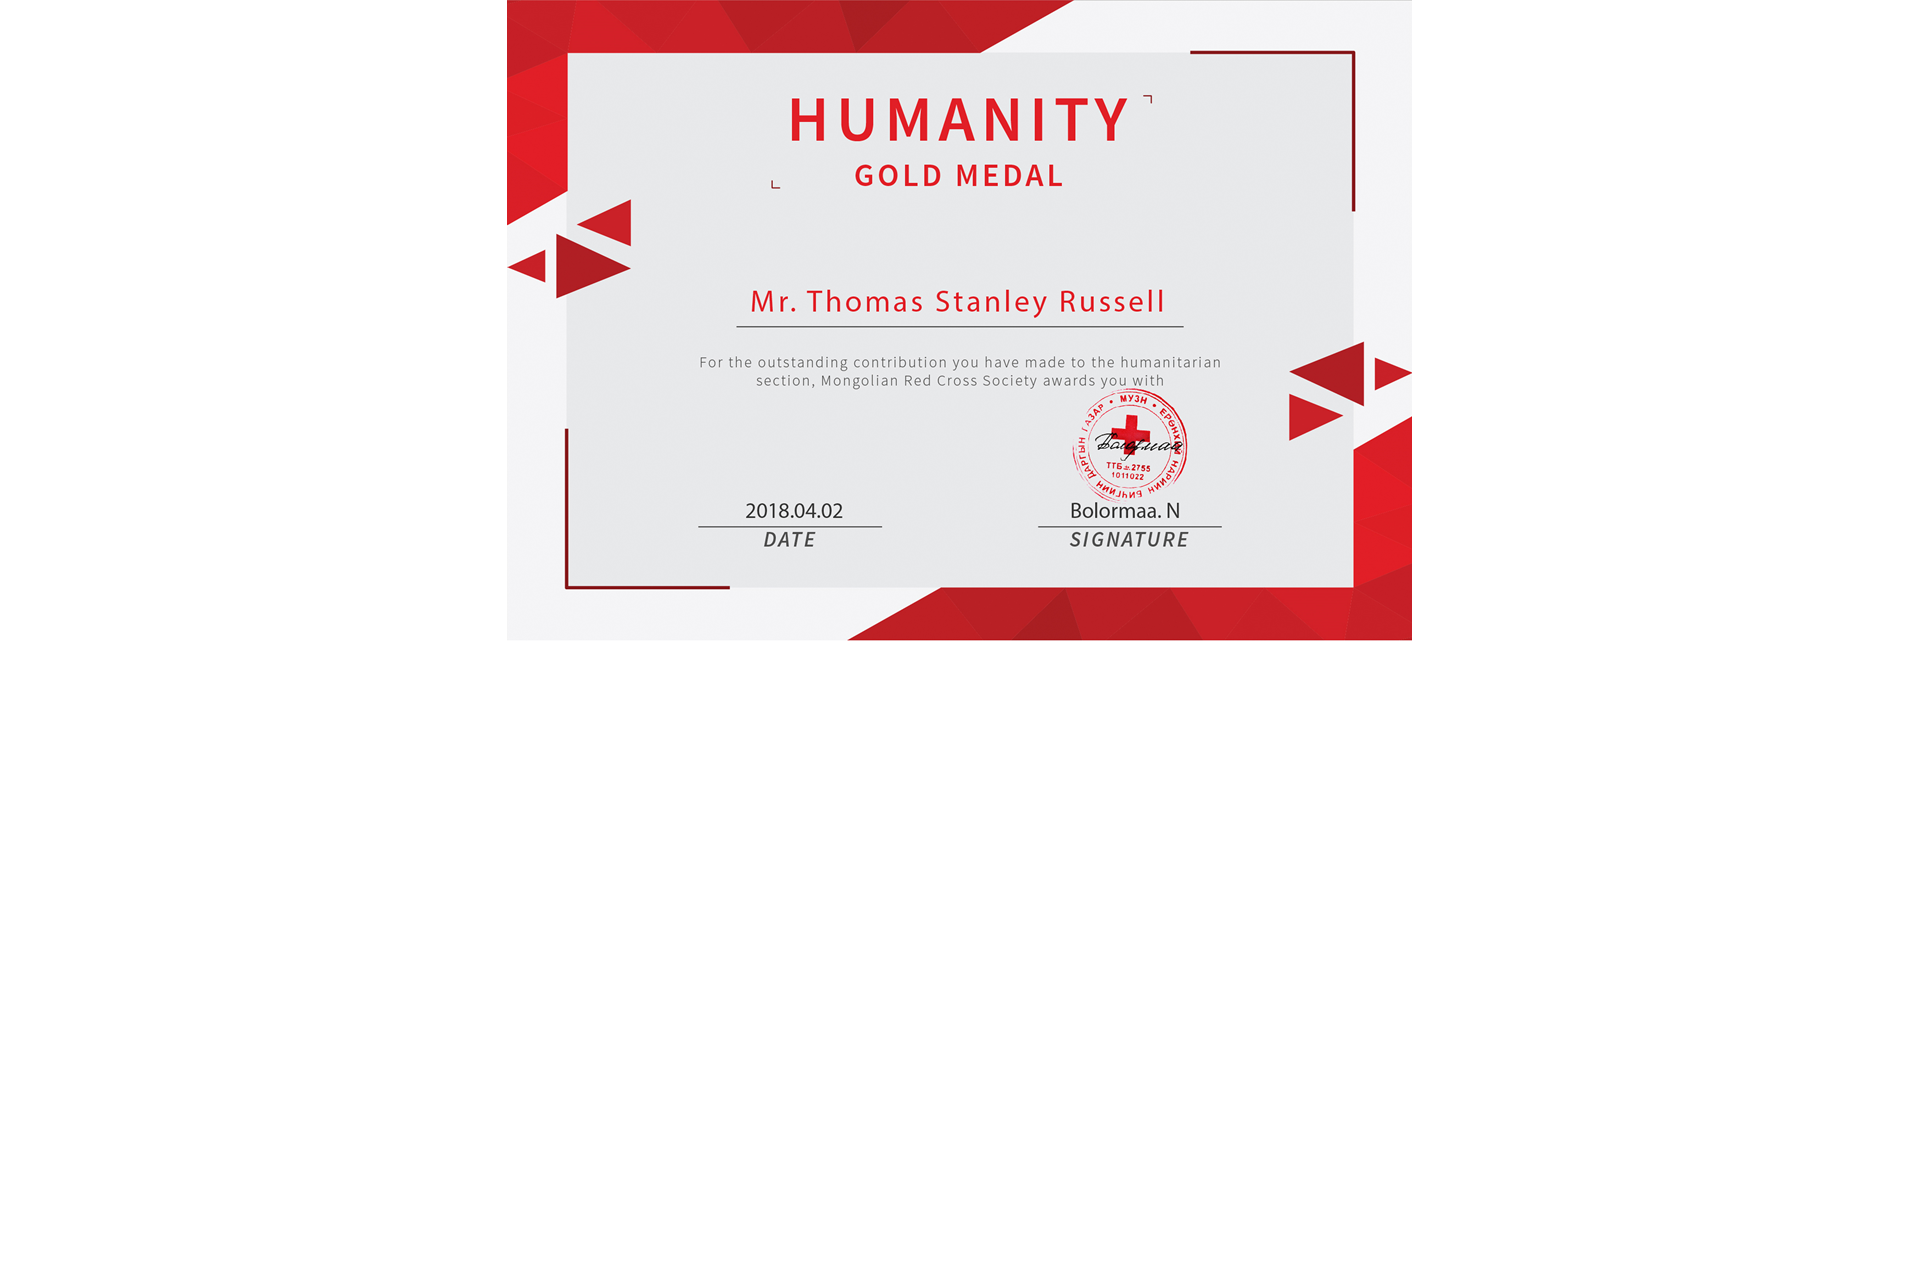 HUMANITY
GOLD MEDAL
Mr. Thomas Stanley Russell
For the outstanding contribution you have made to the humanitarian
section, Mongolian Red Cross Society awards you with
МУЗН • ЕРӨНХИЙ НАРИЙН БИЧГИЙН ДАРГЫН ГАЗАР •
ТТБ 2755
1011022
2018.04.02
Bolormaa. N
DATE
SIGNATURE